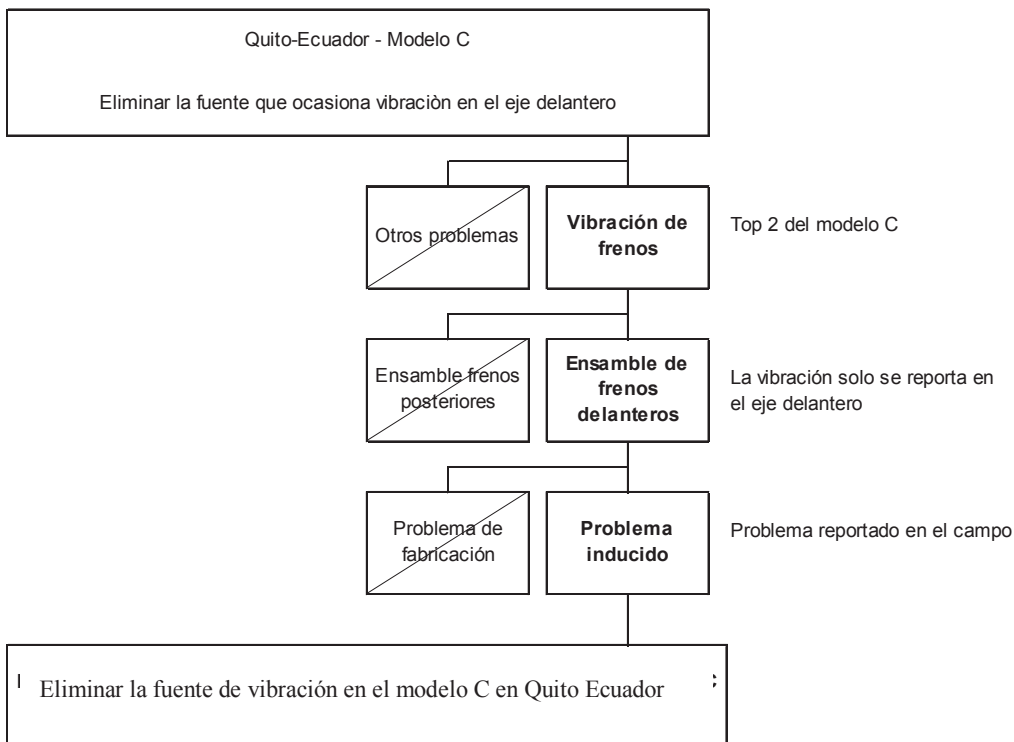 Quito-Ecuador - Modelo C
Eliminar la fuente que ocasiona vibraciòn en el eje delantero
Otros problemas
Vibración de
frenos
Top 2 del modelo C
Ensamble frenos
posteriores
Ensamble de
frenos
delanteros
La vibración solo se reporta en
el eje delantero
Problema de
fabricación
Problema
inducido
Problema reportado en el campo
Eliminar la fuente de vibración en el modelo C en Quito Ecuador